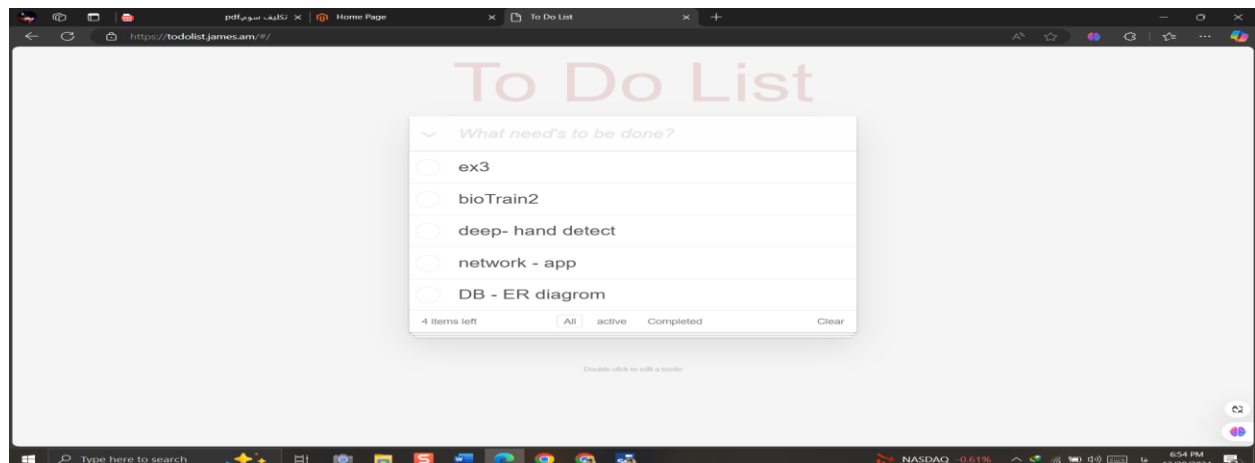 تکلیف سوم.pdf
Home Page
To Do List
https://todolist.james.am/#/
To Do List
What need's to be done?
ex3
bioTrain2
deep- hand detect
network - app
DB - ER diagrom
4 items left All active Completed Clear
Double click to edit a toodo
Type here to search
NASDAQ -0.61%
فا
6:54 PM